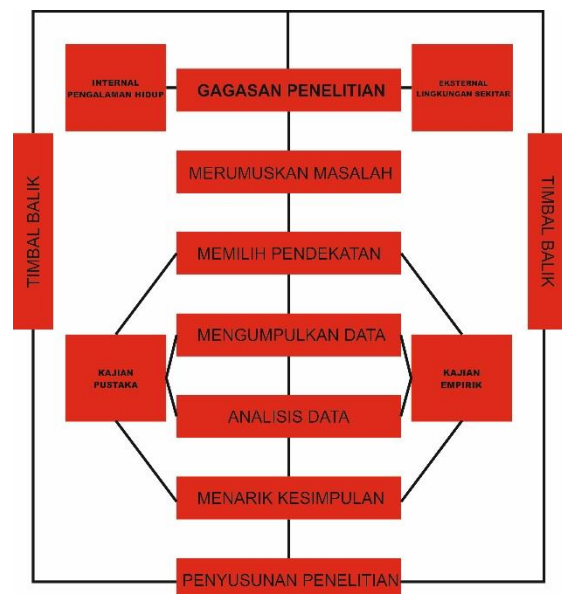 INTERNAL
PENGALAMAN HIDUP
GAGASAN PENELITIAN
EKSTERNAL
LINGKUNGAN SEKITAR
MERUMUSKAN MASALAH
TIMBAL BALIK
TIMBAL BALIK
MEMILIH PENDEKATAN
MENGUMPULKAN DATA
KAJIAN
PUSTAKA
KAJIAN
EMPIRIK
ANALISIS DATA
MENARIK KESIMPULAN
PENYUSUNAN PENELITIAN